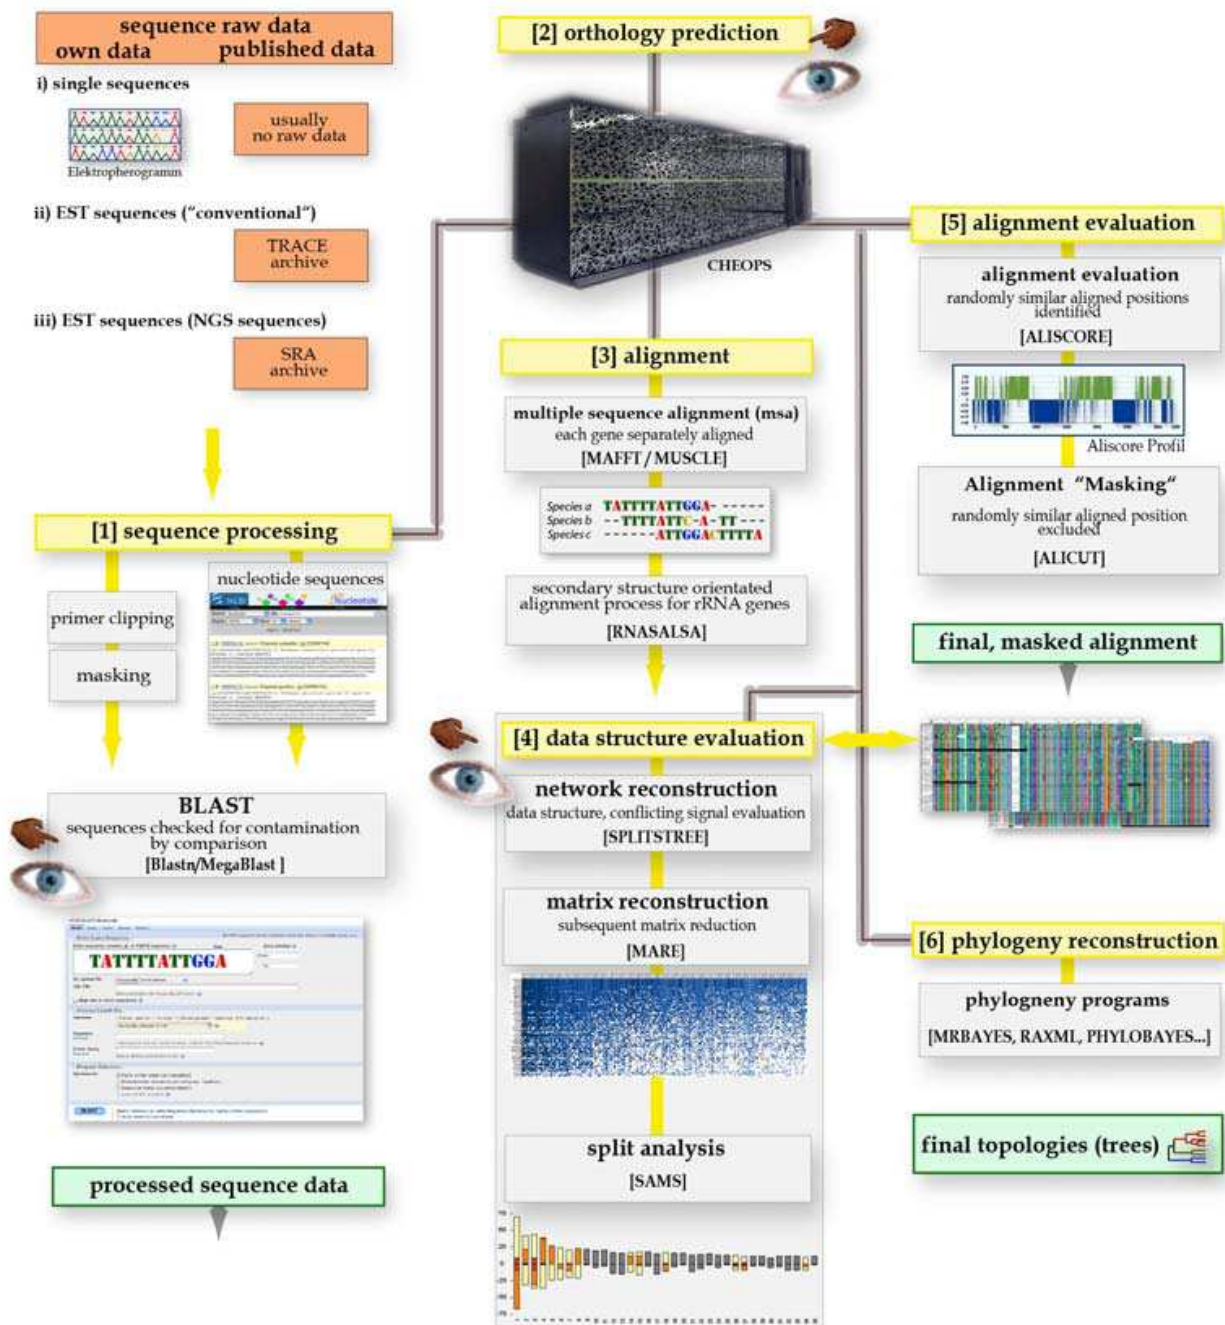 sequence raw data
own data published data
i) single sequences
usually
no raw data
Elektropherogramm
ii) EST sequences ("conventional")
TRACE
archive
iii) EST sequences (NGS sequences)
SRA
archive
[1] sequence processing
primer clipping
masking
nucleotide sequences
Nucleotide
BLAST
sequences checked for contamination
by comparison
[Blastn/MegaBlast ]
TATTTTATTGGA
BLAST
processed sequence data
[2] orthology prediction
CHEOPS
[3] alignment
multiple sequence alignment (msa)
each gene separately aligned
[MAFFT / MUSCLE]
Species a TATTTTATTGGA- - - - - -
Species b - - TTTTATTC - A - TT - - - -
Species c - - - - - - ATTGGACTTTTA
secondary structure orientated
alignment process for rRNA genes
[RNASALSA]
[4] data structure evaluation
network reconstruction
data structure, conflicting signal evaluation
[SPLITSTREE]
matrix reconstruction
subsequent matrix reduction
[MARE]
split analysis
[SAMS]
[5] alignment evaluation
alignment evaluation
randomly similar aligned positions
identified
[ALISCORE]
Aliscore Profil
Alignment "Masking"
randomly similar aligned position
excluded
[ALICUT]
final, masked alignment
[6] phylogeny reconstruction
phylogneny programs
[MRBAYES, RAXML, PHYLOBAYES...]
final topologies (trees)